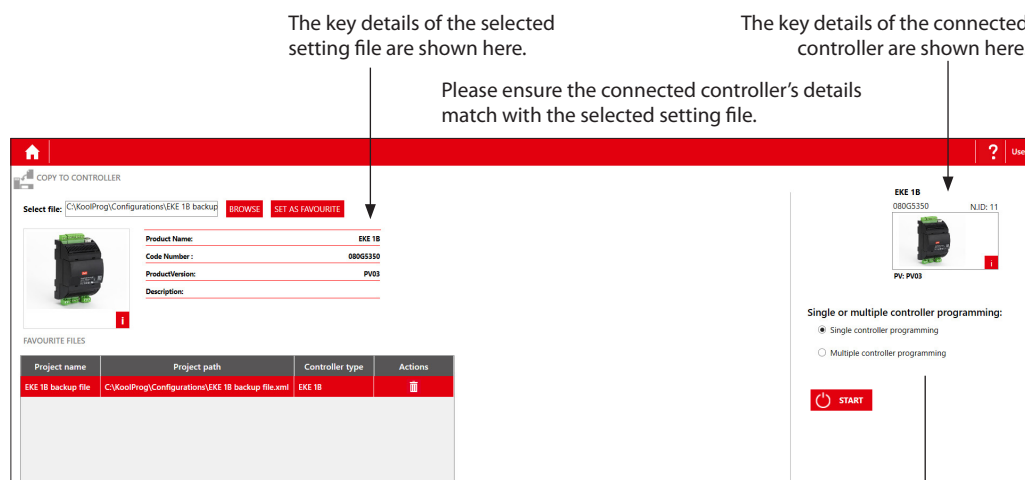 The key details of the selected
setting file are shown here.
The key details of the connected
controller are shown here
Please ensure the connected controller's details
match with the selected setting file.
? Use
COPY TO CONTROLLER
Select file: C:\KoolProg\Configurations\EKE 1B backup BROWSE SET AS FAVOURITE
Product Name: EKE 1B
Code Number : 080G5350
ProductVersion: PV03
Description:
i
EKE 1B
080G5350 N.ID: 11
i
PV: PV03
Single or multiple controller programming:
Single controller programming
Multiple controller programming
START
FAVOURITE FILES
Project name Project path Controller type Actions
EKE 1B backup file C:\KoolProg\Configurations\EKE 1B backup file.xml EKE 1B